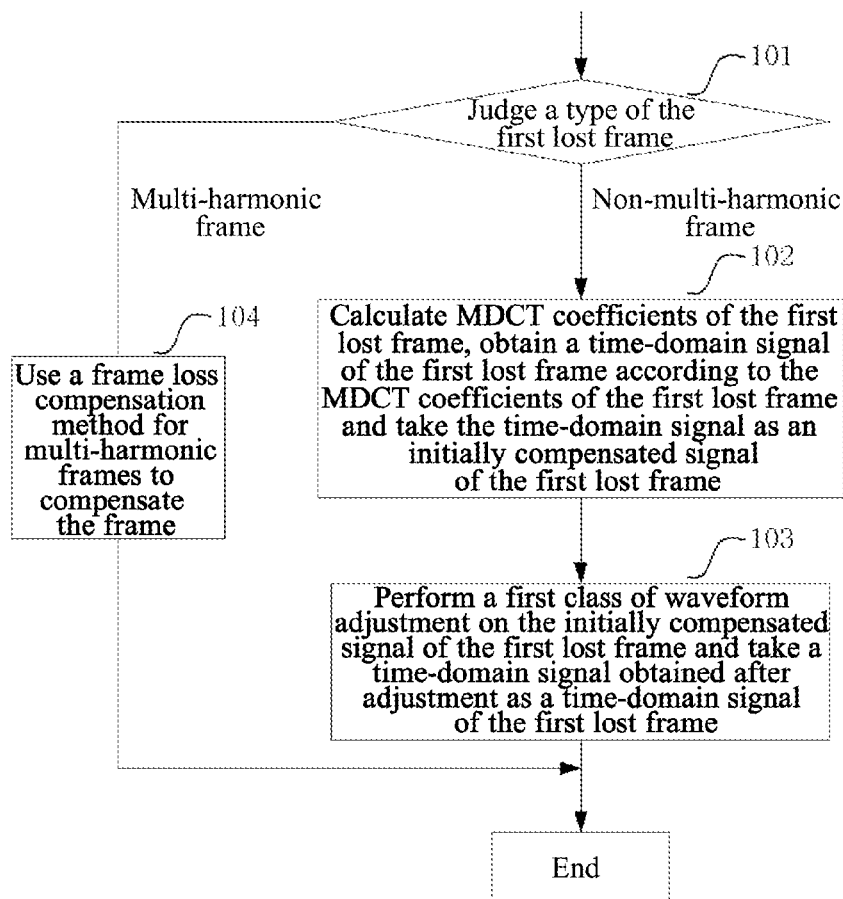 101
Judge a type of the
first lost frame
Multi-harmonic
frame
Non-multi-harmonic
frame
102
Calculate MDCT coefficients of the first
lost frame, obtain a time-domain signal
of the first lost frame according to the
MDCT coefficients of the first lost frame
and take the time-domain signal as an
initially compensated signal
of the first lost frame
104
Use a frame loss
compensation
method for
multi-harmonic
frames to
compensate
the frame
103
Perform a first class of waveform
adjustment on the initially compensated
signal of the first lost frame and take a
time-domain signal obtained after
adjustment as a time-domain signal
of the first lost frame
End